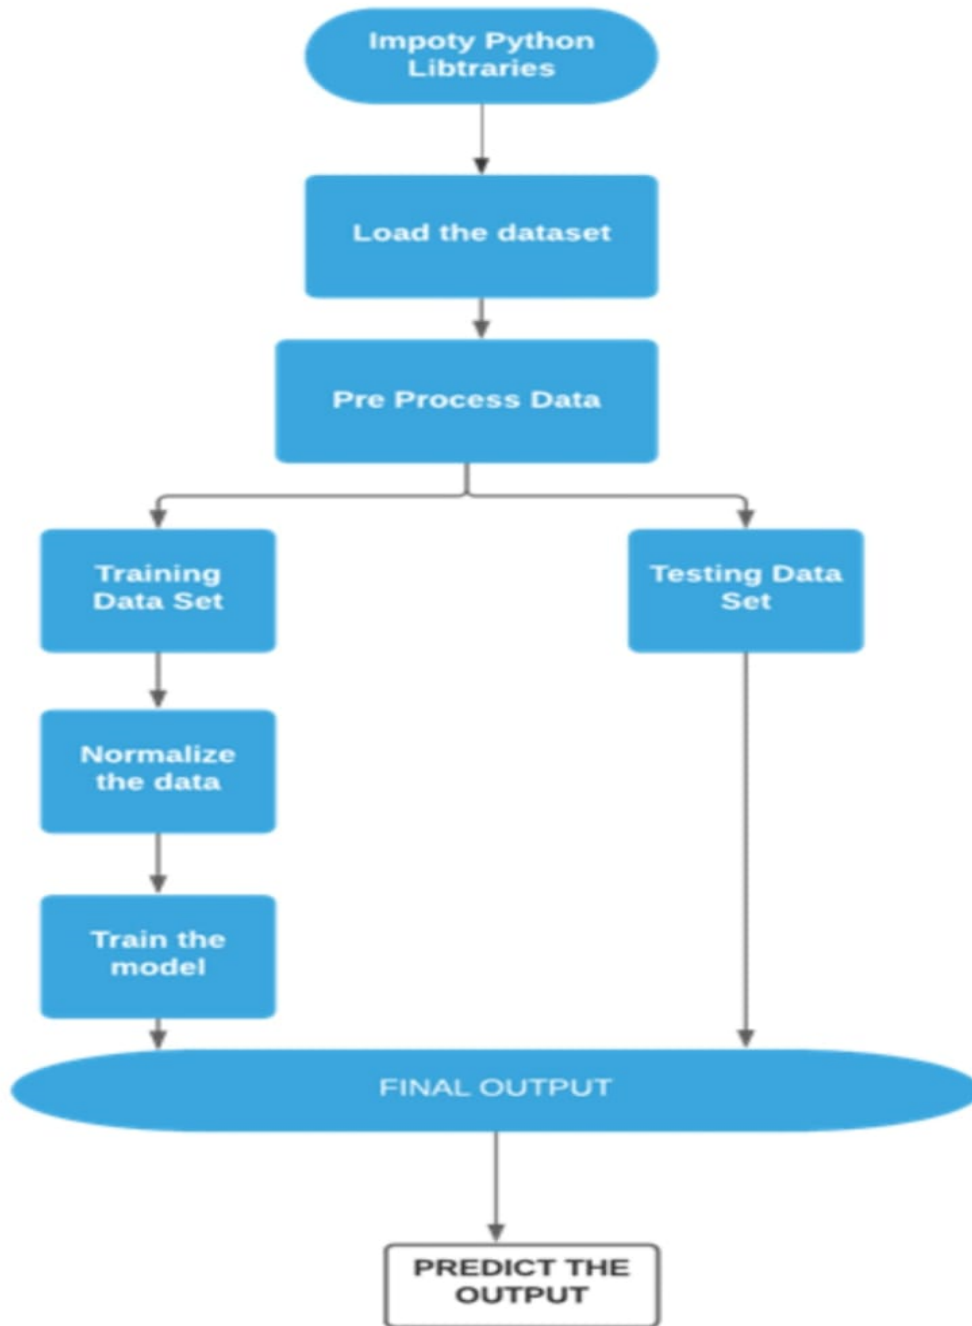 Impoty Python
Libtraries
Load the dataset
Pre Process Data
Training
Data Set
Testing Data
Set
Normalize
the data
Train the
model
FINAL OUTPUT
PREDICT THE
OUTPUT